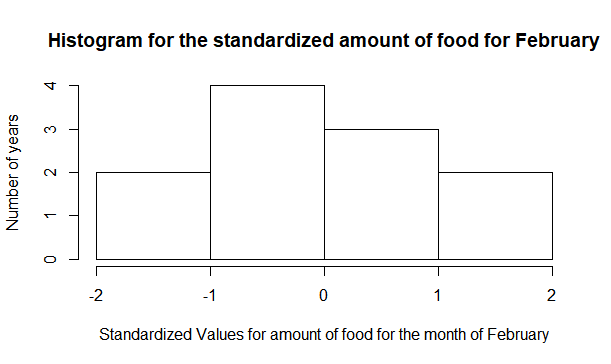 Histogram for the standardized amount of food for February
Number of years
4
3
2
1
0
-2 -1 0 1 2
Standardized Values for amount of food for the month of February